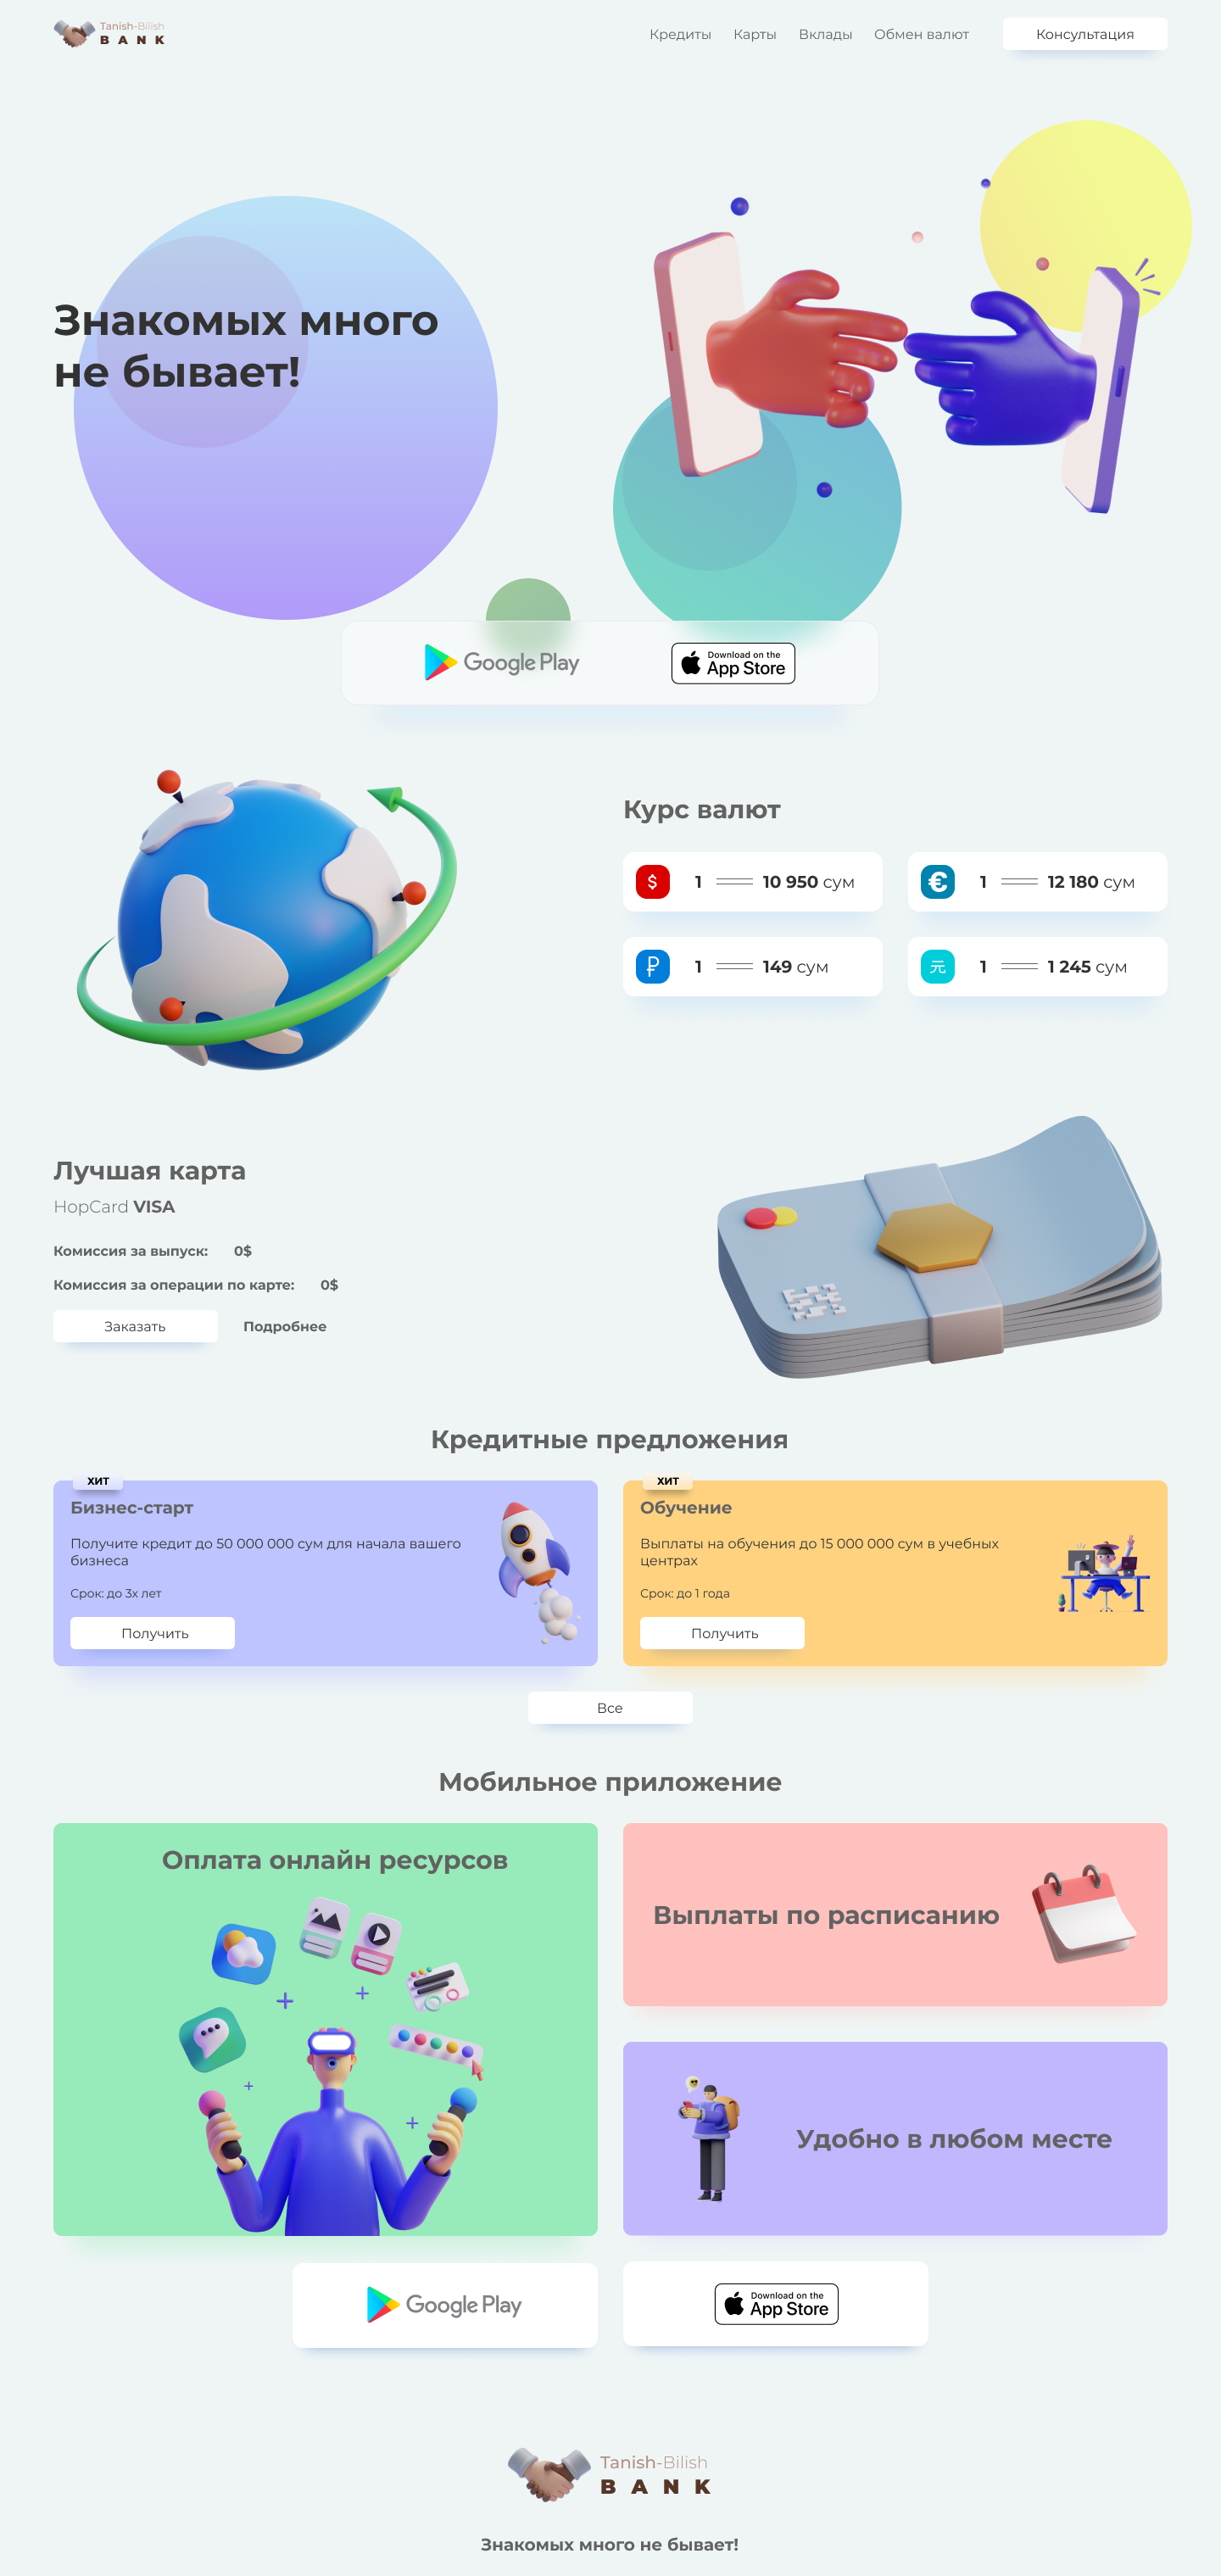 Tanish-Bilish
BANK
Кредиты
Карты
Вклады
Обмен валют
Консультация
Знакомых много
не бывает!
Google Play
Download on the
App Store
Курс валют
$ 1 10 950 сум
€ 1 12 180 сум
₽ 1 149 сум
元 1 1 245 сум
Лучшая карта
HopCard VISA
Комиссия за выпуск: 0$
Комиссия за операции по карте: 0$
Заказать
Подробнее
Кредитные предложения
ХИТ
Бизнес-старт
Получите кредит до 50 000 000 сум для начала вашего
бизнеса
Срок: до 3х лет
Получить
ХИТ
Обучение
Выплаты на обучения до 15 000 000 сум в учебных
центрах
Срок: до 1 года
Получить
Все
Мобильное приложение
Оплата онлайн ресурсов
Выплаты по расписанию
Удобно в любом месте
Google Play
Download on the
App Store
Tanish-Bilish
BANK
Знакомых много не бывает!